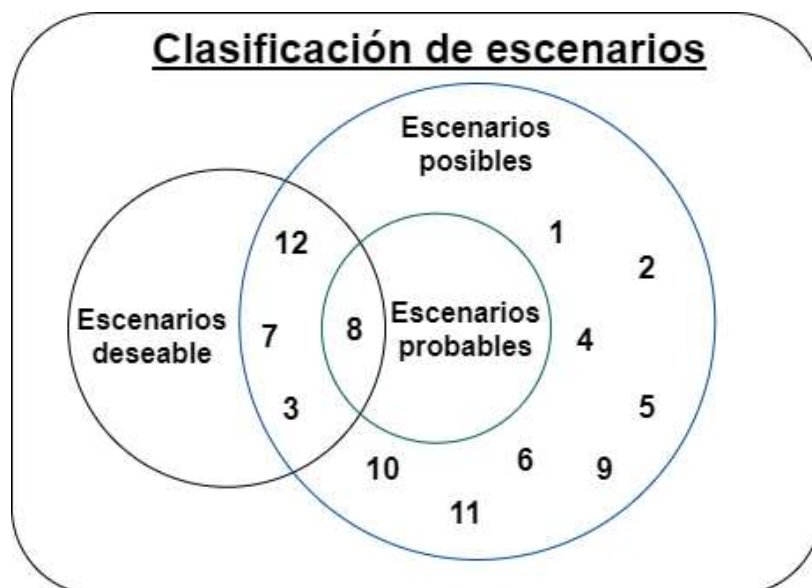 Clasificación de escenarios
Escenarios
posibles
12
1
2
Escenarios
deseable
7
8
Escenarios
probables
4
3
5
10
6
9
11